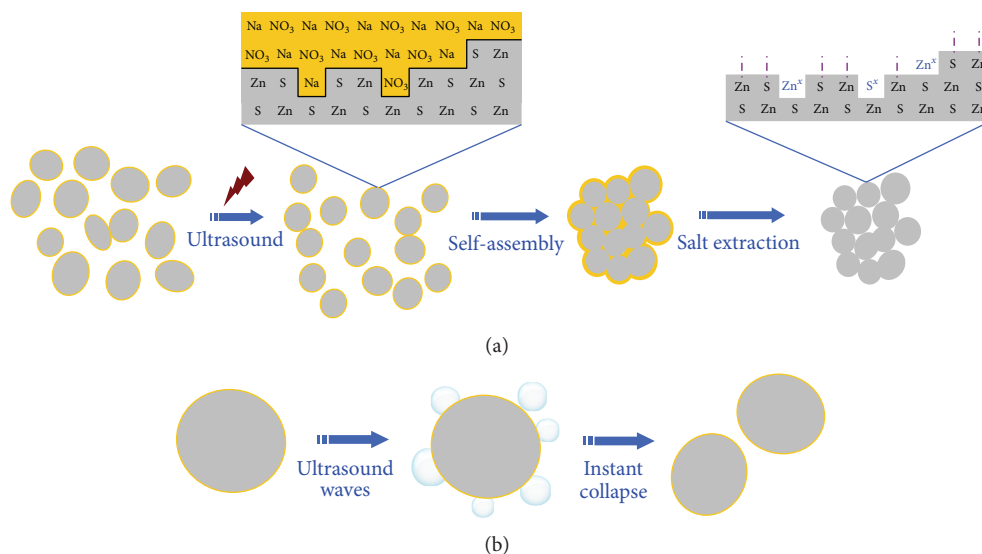 Na NO₃ Na NO₃ Na NO₃ Na NO₃ Na NO₃
NO₃ Na NO₃ Na NO₃ Na NO₃ Na S Zn
Zn S Na S Zn NO₃ S Zn S
S Zn S Zn S Zn S Zn S Zn
S Zn
Znˣ
Zn S Znˣ S Zn Sˣ Zn S Zn S
S Zn S Zn S Zn S Zn S Zn
Ultrasound
Self-assembly
Salt extraction
(a)
Ultrasound
waves
Instant
collapse
(b)